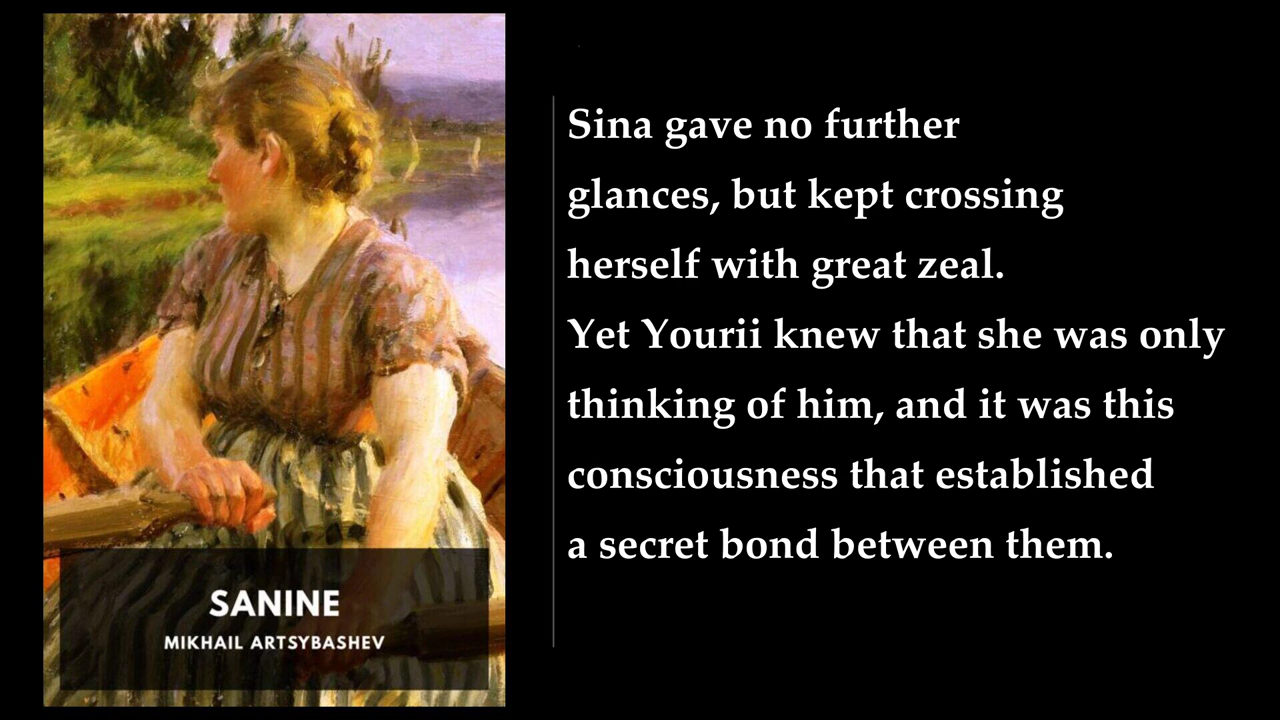 SANINE
MIKHAIL ARTSYBASHEV
Sina gave no further
glances, but kept crossing
herself with great zeal.
Yet Yourii knew that she was only
thinking of him, and it was this
consciousness that established
a secret bond between them.